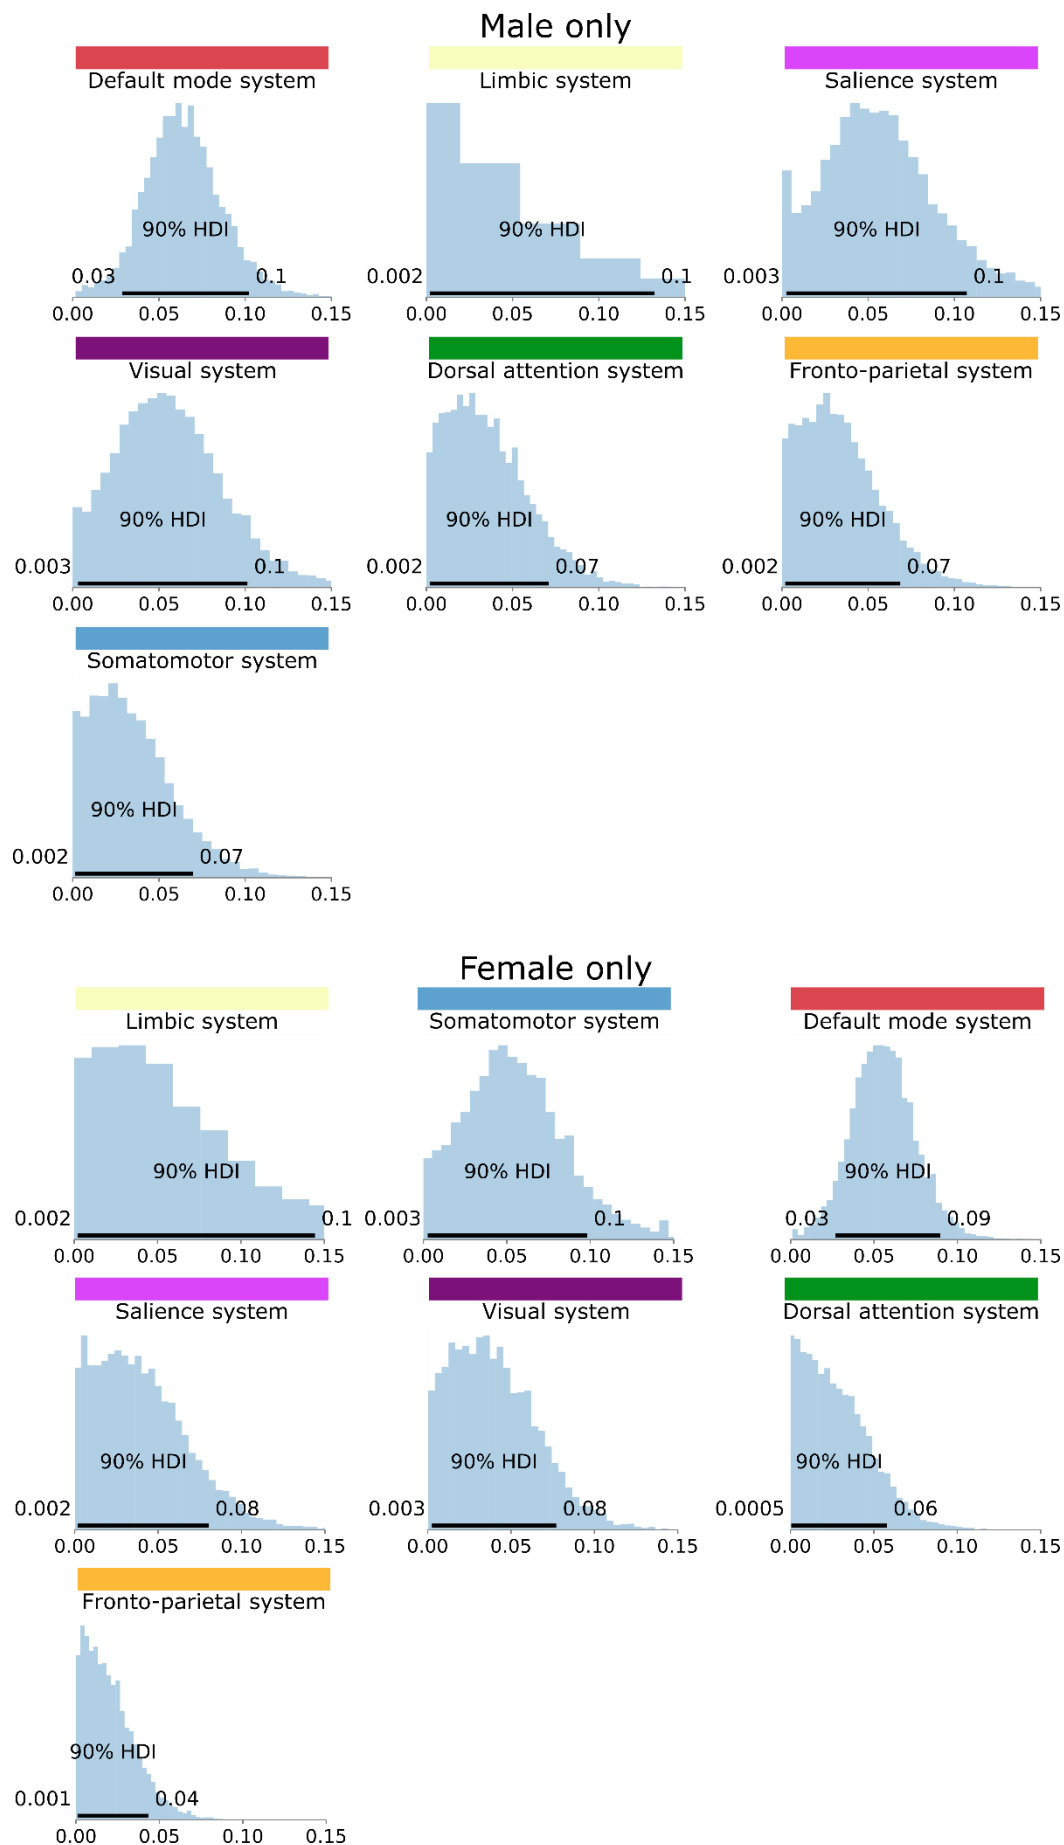 Male only
Default mode system Limbic system Salience system
90% HDI 90% HDI 90% HDI
0.03 0.1 0.002 0.1 0.003 0.1
0.00 0.05 0.10 0.15 0.00 0.05 0.10 0.15 0.00 0.05 0.10 0.15
Visual system Dorsal attention system Fronto-parietal system
90% HDI 90% HDI 90% HDI
0.003 0.1 0.002 0.07 0.002 0.07
0.00 0.05 0.10 0.15 0.00 0.05 0.10 0.15 0.00 0.05 0.10 0.15
Somatomotor system
90% HDI
0.002 0.07
0.00 0.05 0.10 0.15
Female only
Limbic system Somatomotor system Default mode system
90% HDI 90% HDI 90% HDI
0.002 0.1 0.003 0.1 0.03 0.09
0.00 0.05 0.10 0.15 0.00 0.05 0.10 0.15 0.00 0.05 0.10 0.15
Salience system Visual system Dorsal attention system
90% HDI 90% HDI 90% HDI
0.002 0.08 0.003 0.08 0.0005 0.06
0.00 0.05 0.10 0.15 0.00 0.05 0.10 0.15 0.00 0.05 0.10 0.15
Fronto-parietal system
90% HDI
0.001 0.04
0.00 0.05 0.10 0.15